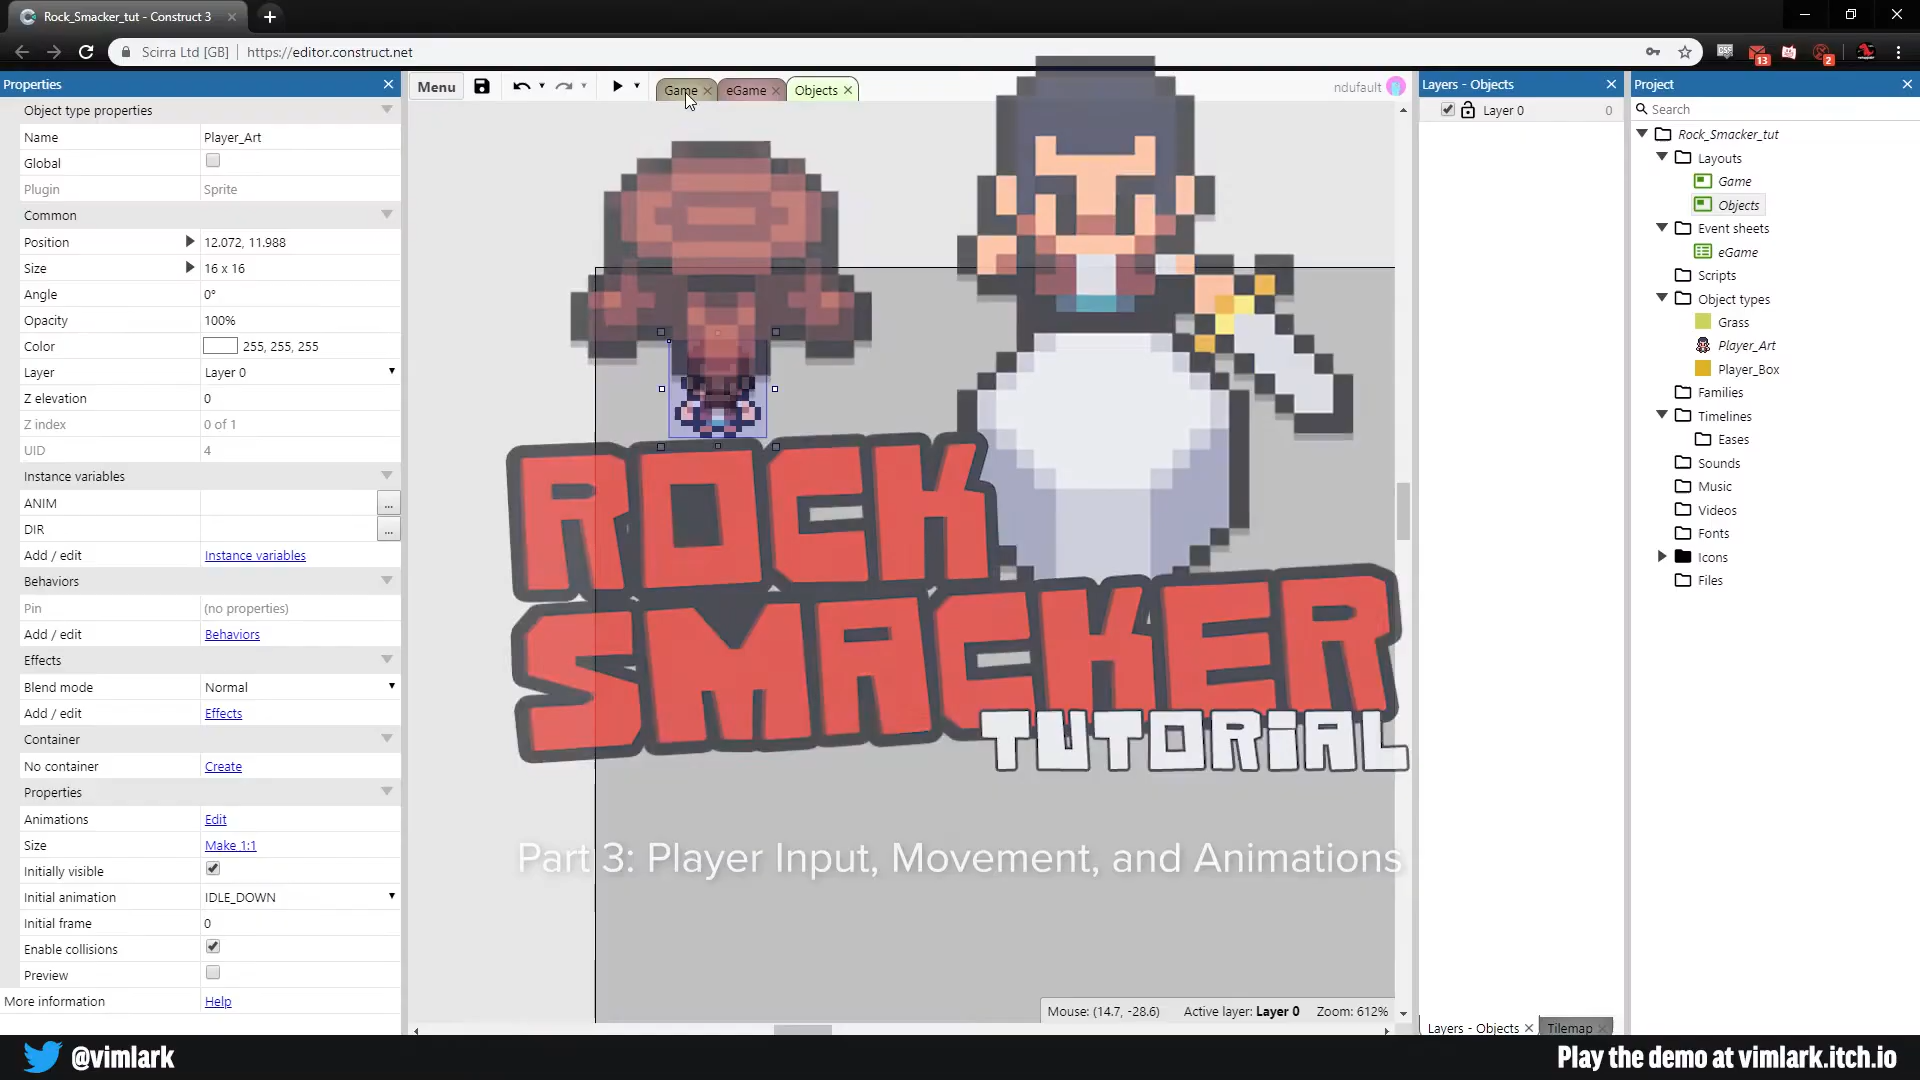 Rock_Smacker_tut - Construct 3
Scirra Ltd [GB]
https://editor.construct.net
13
2
Properties
Object type properties
Name Player_Art
Global
Plugin Sprite
Common
Position 12.072, 11.988
Size 16 x 16
Angle 0°
Opacity 100%
Color 255, 255, 255
Layer Layer 0
Z elevation 0
Z index 0 of 1
UID 4
Instance variables
ANIM ...
DIR ...
Add / edit Instance variables
Behaviors
Pin (no properties)
Add / edit Behaviors
Effects
Blend mode Normal
Add / edit Effects
Container
No container Create
Properties
Animations Edit
Size Make 1:1
Initially visible
Initial animation IDLE_DOWN
Initial frame 0
Enable collisions
Preview
More information Help
Menu
Game
eGame
Objects
ndufault
ROCK
SMACKER
TUTORIAL
Part 3: Player Input, Movement, and Animations
Mouse: (14.7, -28.6) Active layer: Layer 0 Zoom: 612%
Layers - Objects
Layer 0 0
Layers - Objects
Tilemap
Project
Search
Rock_Smacker_tut
Layouts
Game
Objects
Event sheets
eGame
Scripts
Object types
Grass
Player_Art
Player_Box
Families
Timelines
Eases
Sounds
Music
Videos
Fonts
Icons
Files
@vimlark
Play the demo at vimlark.itch.io